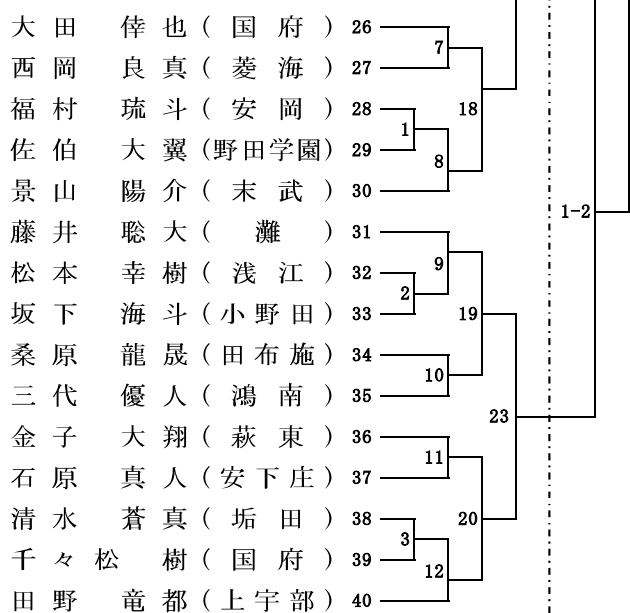 大田 倖也(国府) 26
西岡 良真(菱海) 27
福村 琉斗(安岡) 28
佐伯 大翼(野田学園) 29
景山 陽介(末武) 30
藤井 聡大(灘) 31
松本 幸樹(浅江) 32
坂下 海斗(小野田) 33
桑原 龍晟(田布施) 34
三代 優人(鴻南) 35
金子 大翔(萩東) 36
石原 真人(安下庄) 37
清水 蒼真(垢田) 38
千々松 樹(国府) 39
田野 竜都(上宇部) 40
7
18
1
8
1-2
9
2
19
10
23
11
20
3
12